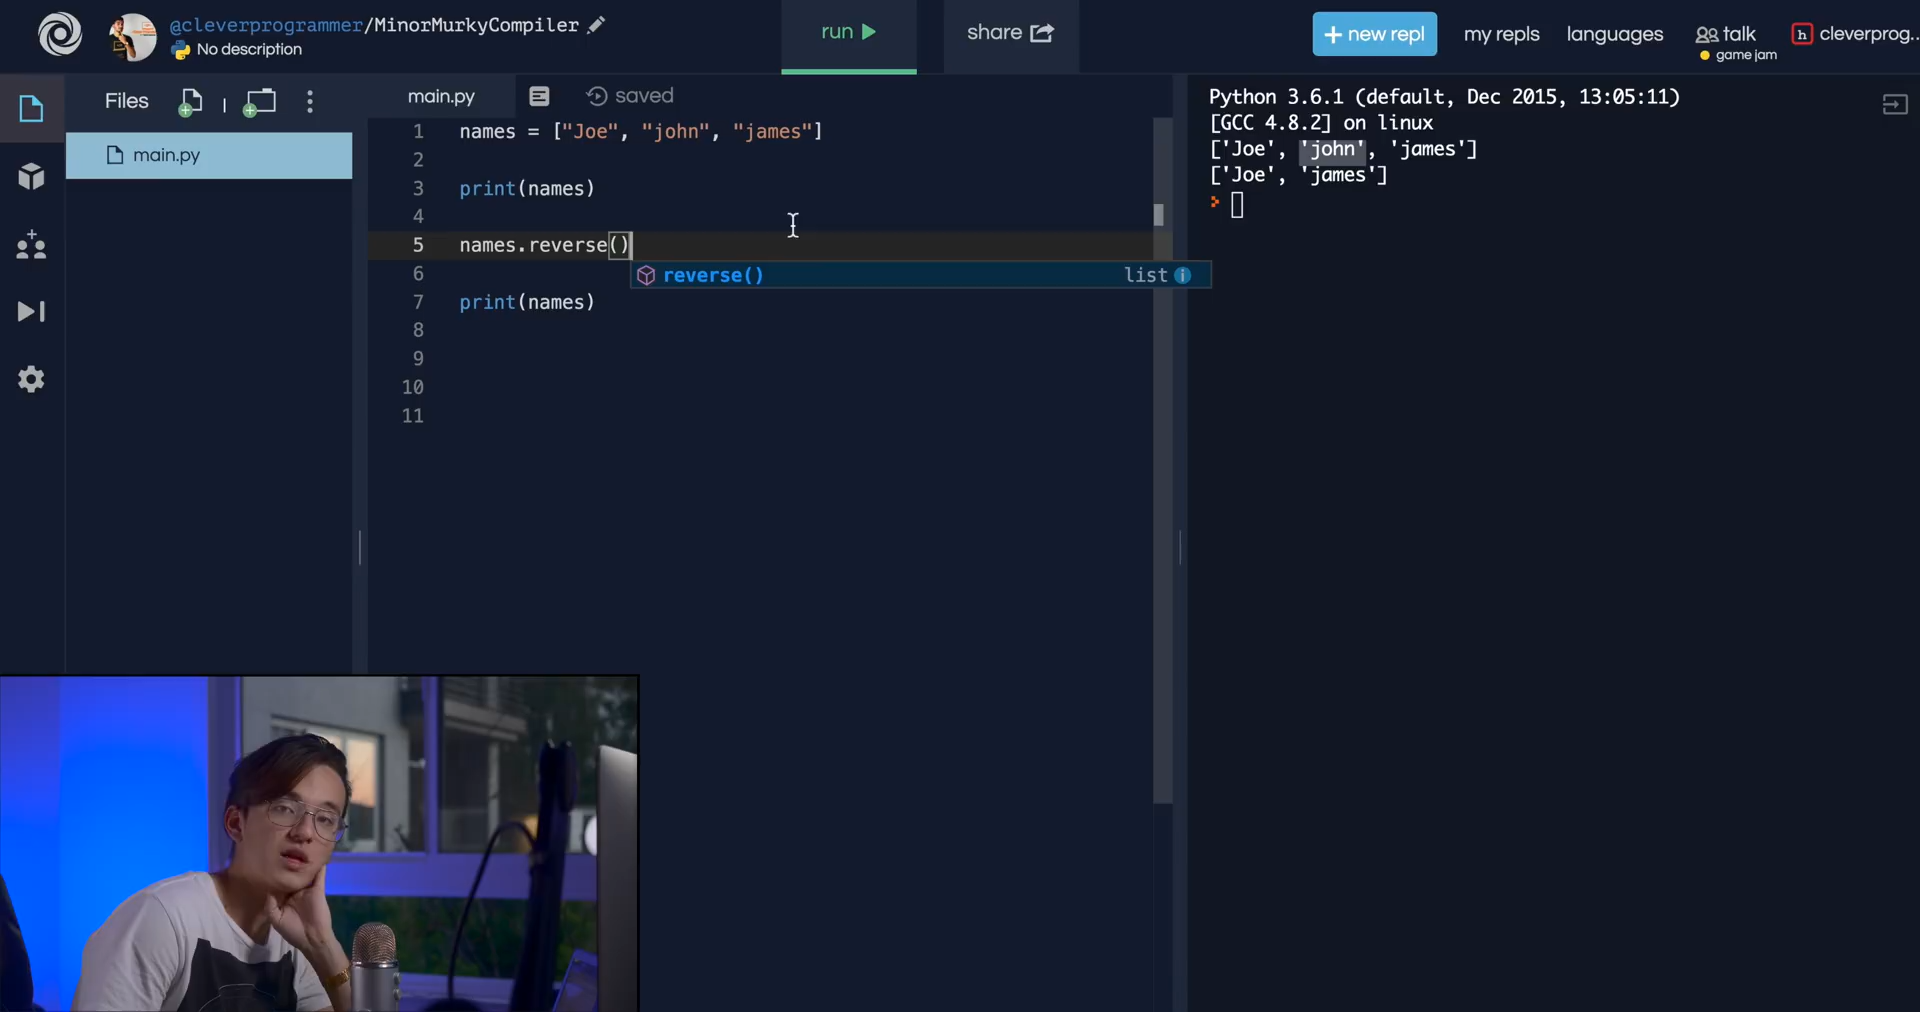 @cleverprogrammer/MinorMurkyCompiler
No description
run
share
+ new repl
my repls
languages
talk
game jam
h
cleverprog..
Files
main.py
main.py
saved
1 names = ["Joe", "john", "james"]
2
3 print(names)
4
5 names.reverse()
reverse() list i
6
7 print(names)
8
9
10
11
Python 3.6.1 (default, Dec 2015, 13:05:11)
[GCC 4.8.2] on linux
['Joe', 'john', 'james']
['Joe', 'james']